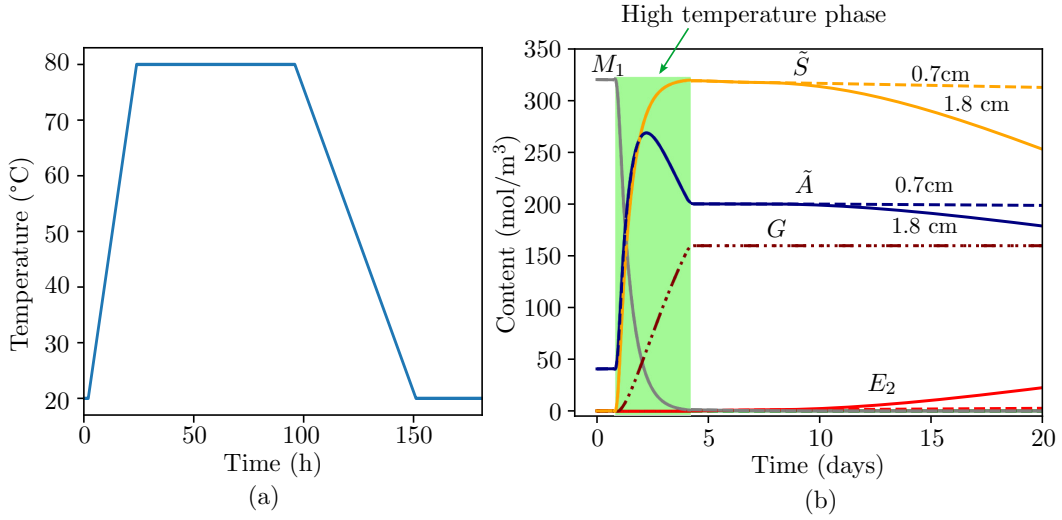 High temperature phase
80
70
60
50
40
30
20
Temperature (°C)
0
50
100
150
Time (h)
(a)
350
300
250
200
150
100
50
0
Content (mol/m³)
M₁
S̃
0.7cm
1.8 cm
Ã
0.7cm
1.8 cm
G
E₂
0
5
10
15
20
Time (days)
(b)